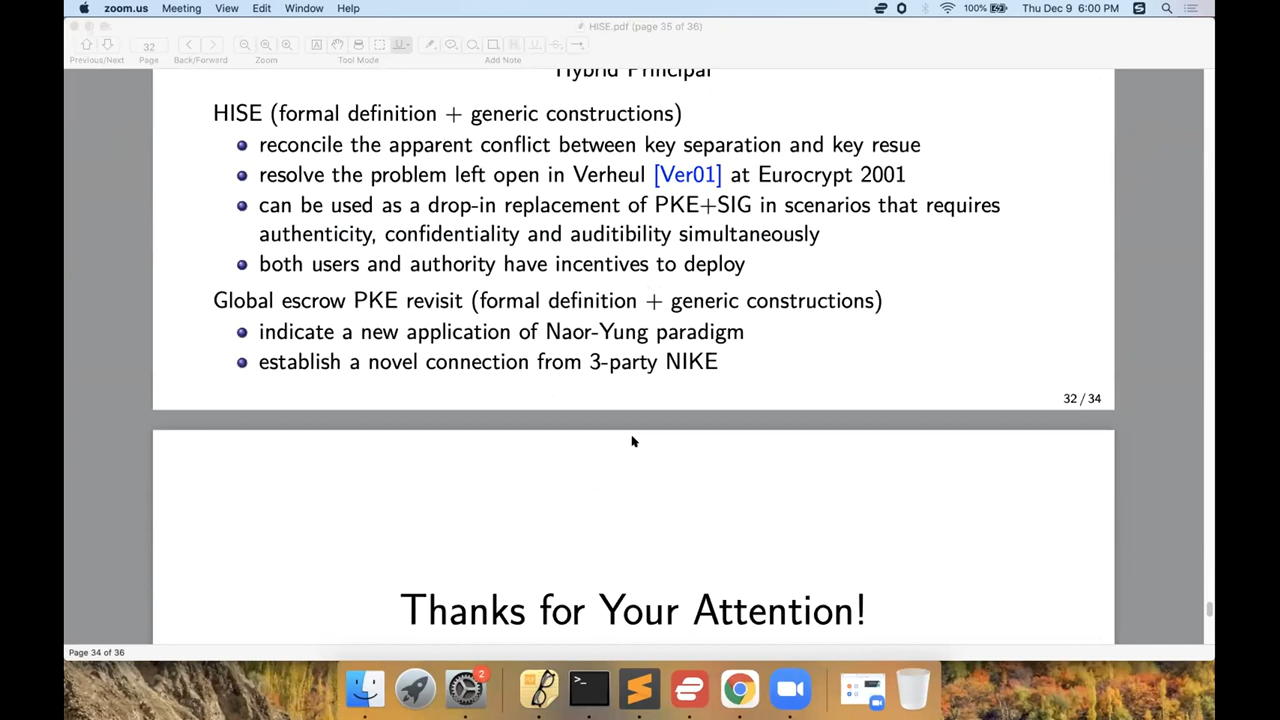 zoom.us Meeting View Edit Window Help 100% Thu Dec 9 6:00 PM
HISE.pdf (page 35 of 36)
32
Previous/Next Page Back/Forward Zoom Tool Mode Add Note
Hybrid Principal
HISE (formal definition + generic constructions)
reconcile the apparent conflict between key separation and key resue
resolve the problem left open in Verheul [Ver01] at Eurocrypt 2001
can be used as a drop-in replacement of PKE+SIG in scenarios that requires
authenticity, confidentiality and auditibility simultaneously
both users and authority have incentives to deploy
Global escrow PKE revisit (formal definition + generic constructions)
indicate a new application of Naor-Yung paradigm
establish a novel connection from 3-party NIKE
32 / 34
Thanks for Your Attention!
Page 34 of 36
2